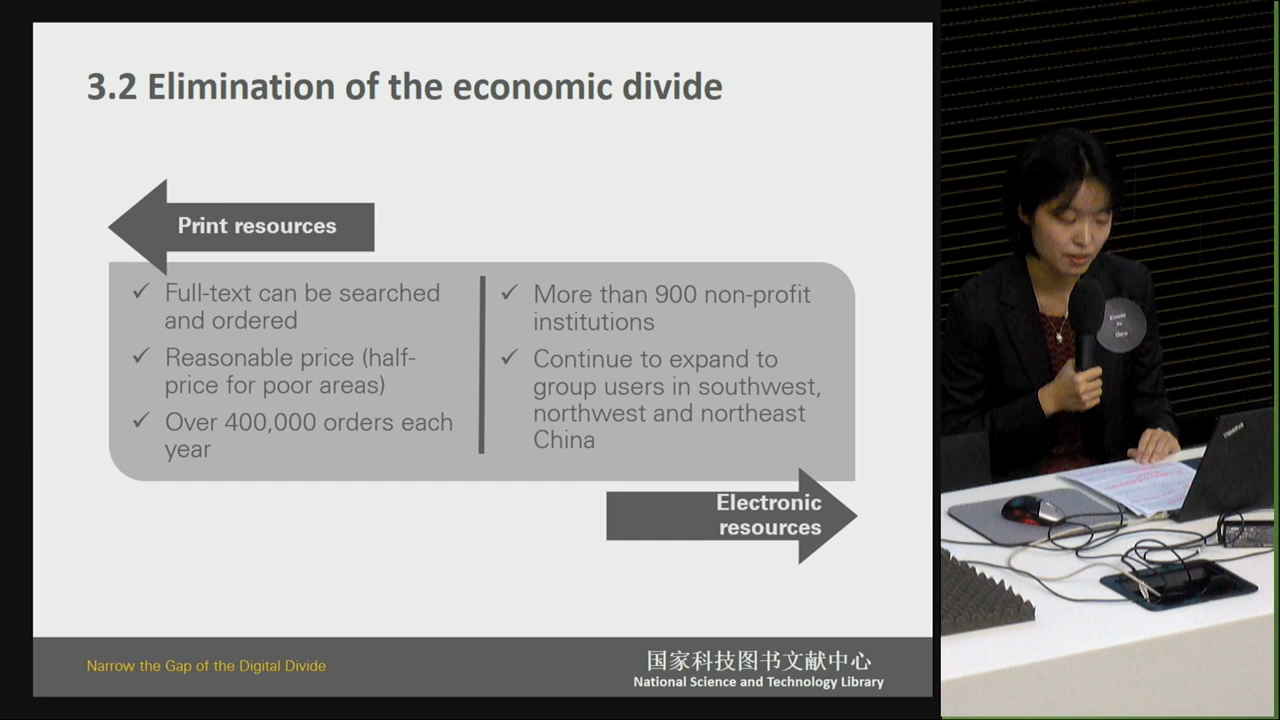 3.2 Elimination of the economic divide
Print resources
✓ Full-text can be searched
and ordered
✓ Reasonable price (half-
price for poor areas)
✓ Over 400,000 orders each
year
✓ More than 900 non-profit
institutions
✓ Continue to expand to
group users in southwest,
northwest and northeast
China
Electronic
resources
Narrow the Gap of the Digital Divide
国家科技图书文献中心
National Science and Technology Library
ThinkPad